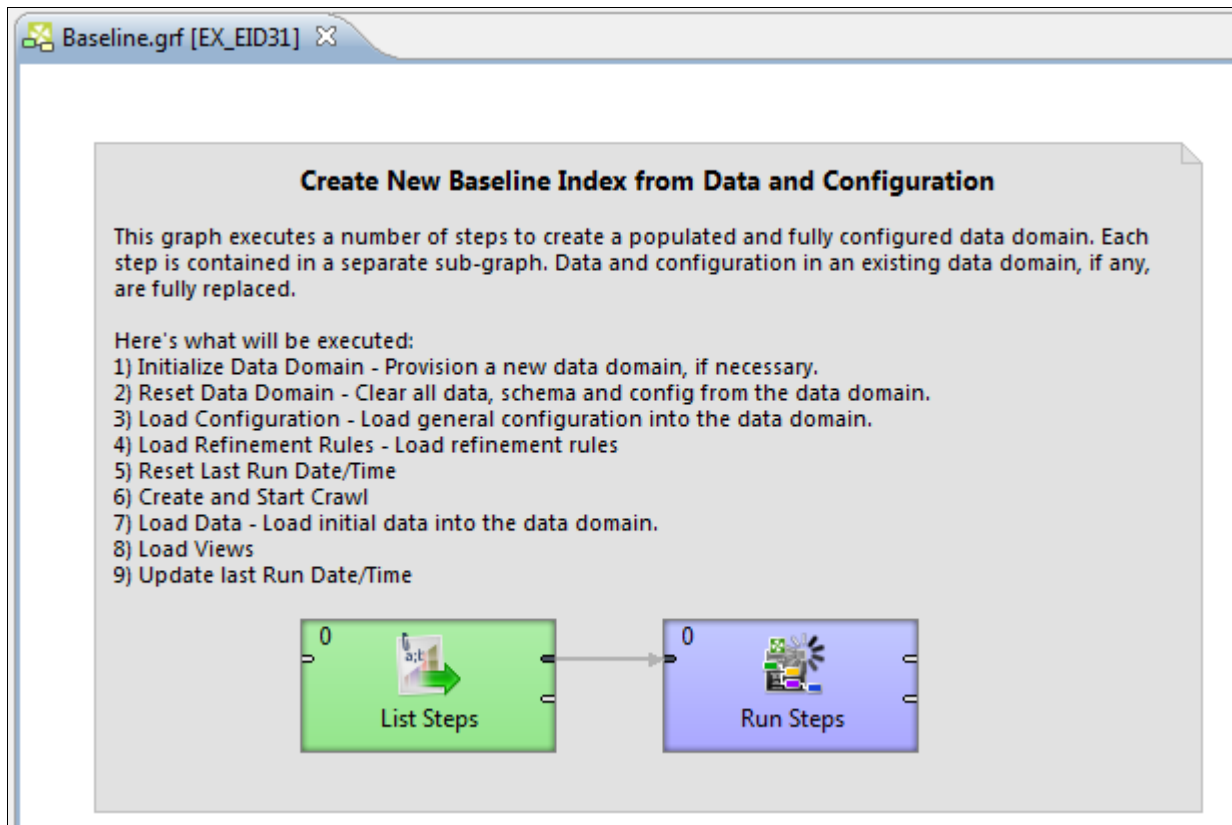 Baseline.grf [EX_EID31]
Create New Baseline Index from Data and Configuration
This graph executes a number of steps to create a populated and fully configured data domain. Each
step is contained in a separate sub-graph. Data and configuration in an existing data domain, if any,
are fully replaced.
Here's what will be executed:
1) Initialize Data Domain - Provision a new data domain, if necessary.
2) Reset Data Domain - Clear all data, schema and config from the data domain.
3) Load Configuration - Load general configuration into the data domain.
4) Load Refinement Rules - Load refinement rules
5) Reset Last Run Date/Time
6) Create and Start Crawl
7) Load Data - Load initial data into the data domain.
8) Load Views
9) Update last Run Date/Time
0
a;b
List Steps
0
Run Steps